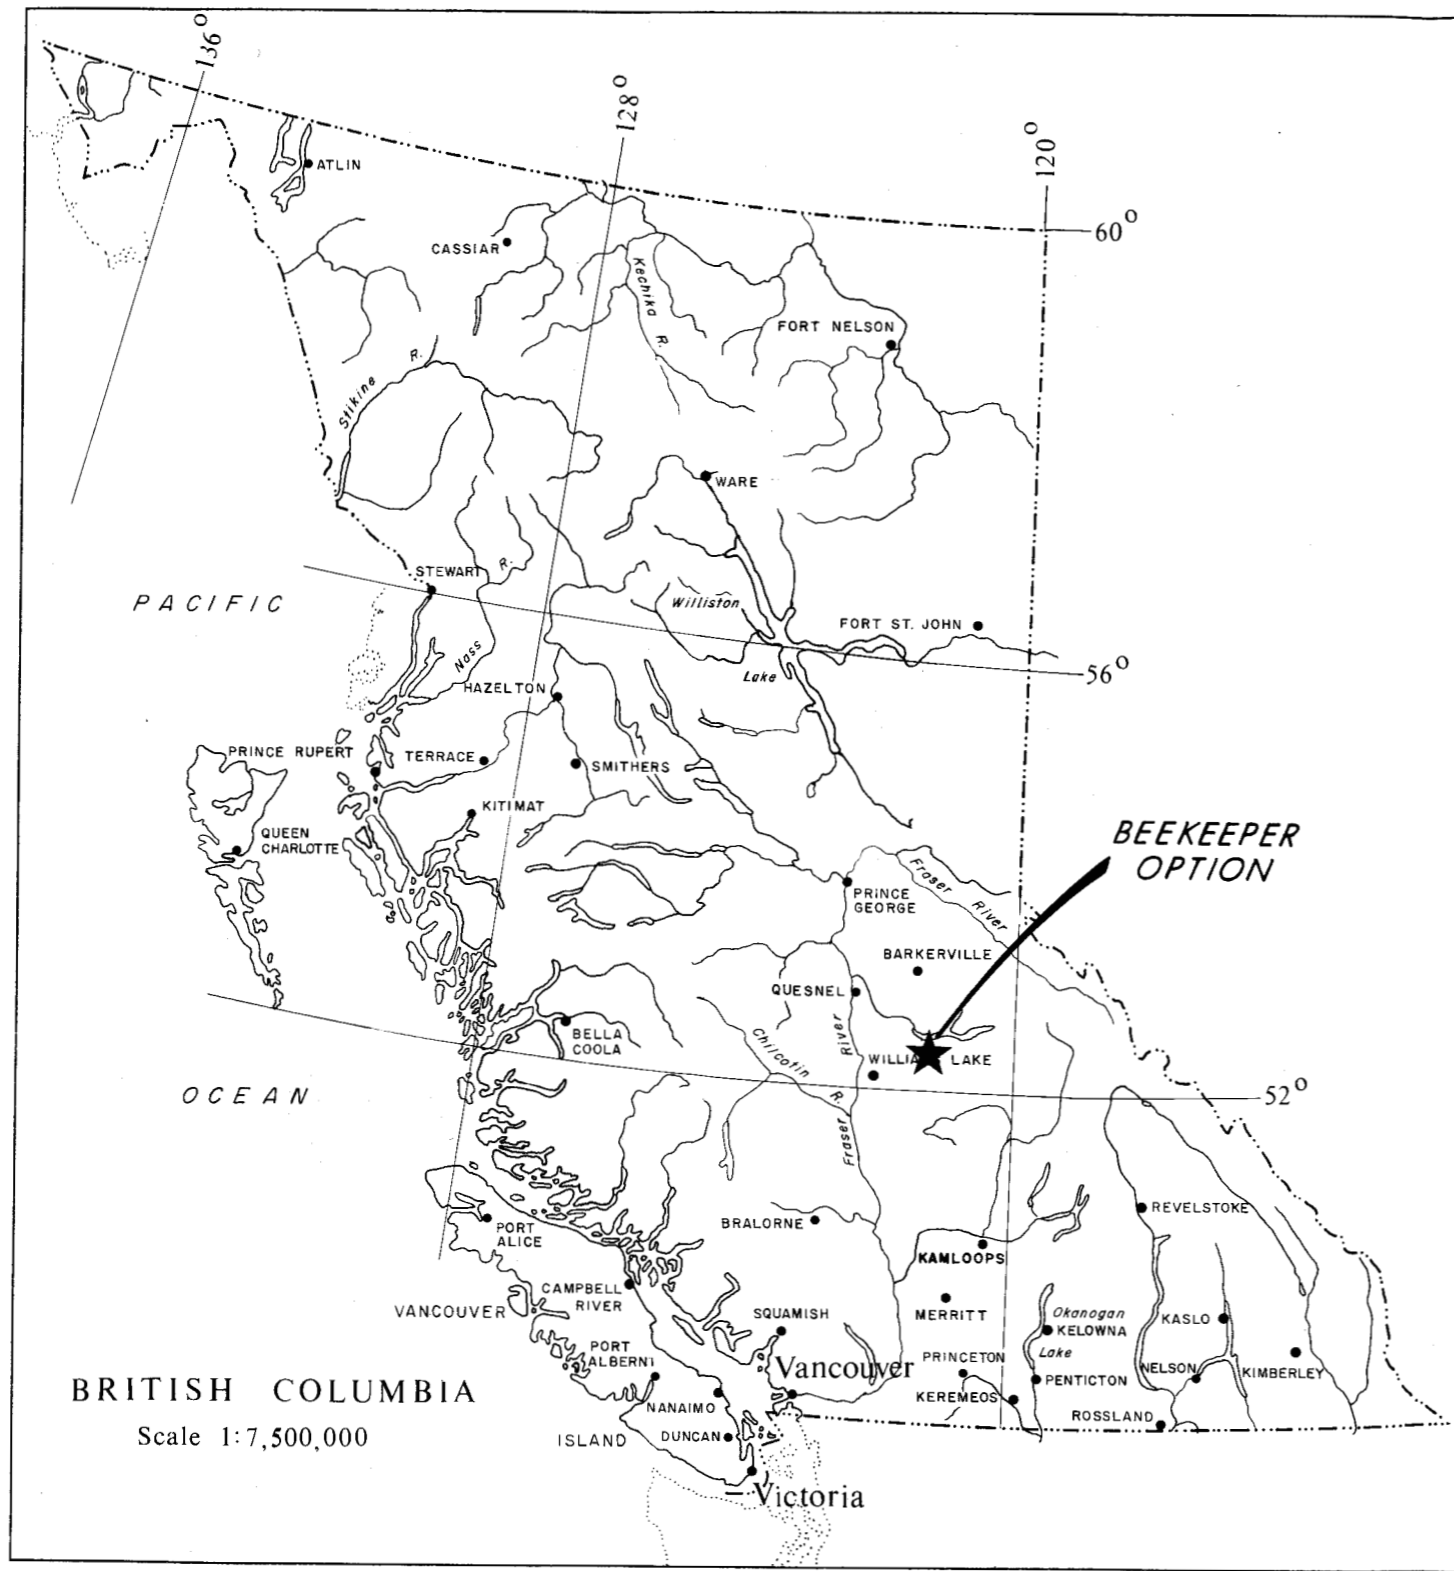 136°
128°
120°
ATLIN
60°
CASSIAR
Kechika R.
FORT NELSON
Stikine R.
WARE
STEWART
R.
PACIFIC
Williston
FORT ST. JOHN
Nass
56°
Lake
HAZELTON
PRINCE RUPERT
TERRACE
SMITHERS
KITIMAT
QUEEN
CHARLOTTE
BEEKEEPER
OPTION
Fraser River
PRINCE
GEORGE
BARKERVILLE
QUESNEL
BELLA
COOLA
Chilcotin R.
River
WILLIA LAKE
OCEAN
52°
Fraser
REVELSTOKE
PORT
ALICE
BRALORNE
KAMLOOPS
CAMPBELL
RIVER
VANCOUVER
MERRITT
Okanogan
KELOWNA
Lake
KASLO
SQUAMISH
PORT
ALBERNI
Vancouver
PRINCETON
PENTICTON
NELSON
KIMBERLEY
BRITISH COLUMBIA
NANAIMO
KEREMEOS
ROSSLAND
Scale 1:7,500,000
ISLAND
DUNCAN
Victoria